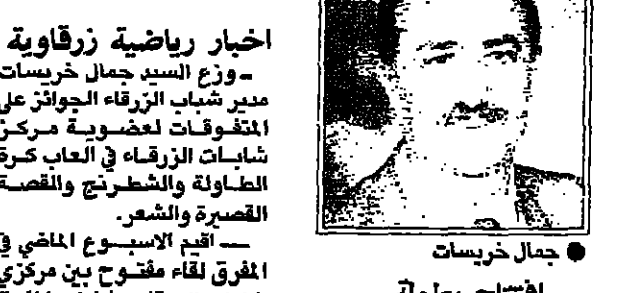 اخبار رياضية زرقاوية
ـ وزع السيد جمال خريسات
مدير شباب الزرقاء الجوائز على
المتفوقات لعضوية مركز
شابات الزرقاء في العاب كرة
الطاولة والشطرنج والقصة
القصيرة والشعر.
ـــ اقيم الاسبوع الماضي في
المفرق لقاء مفتوح بين مركزي
● جمال خريسات